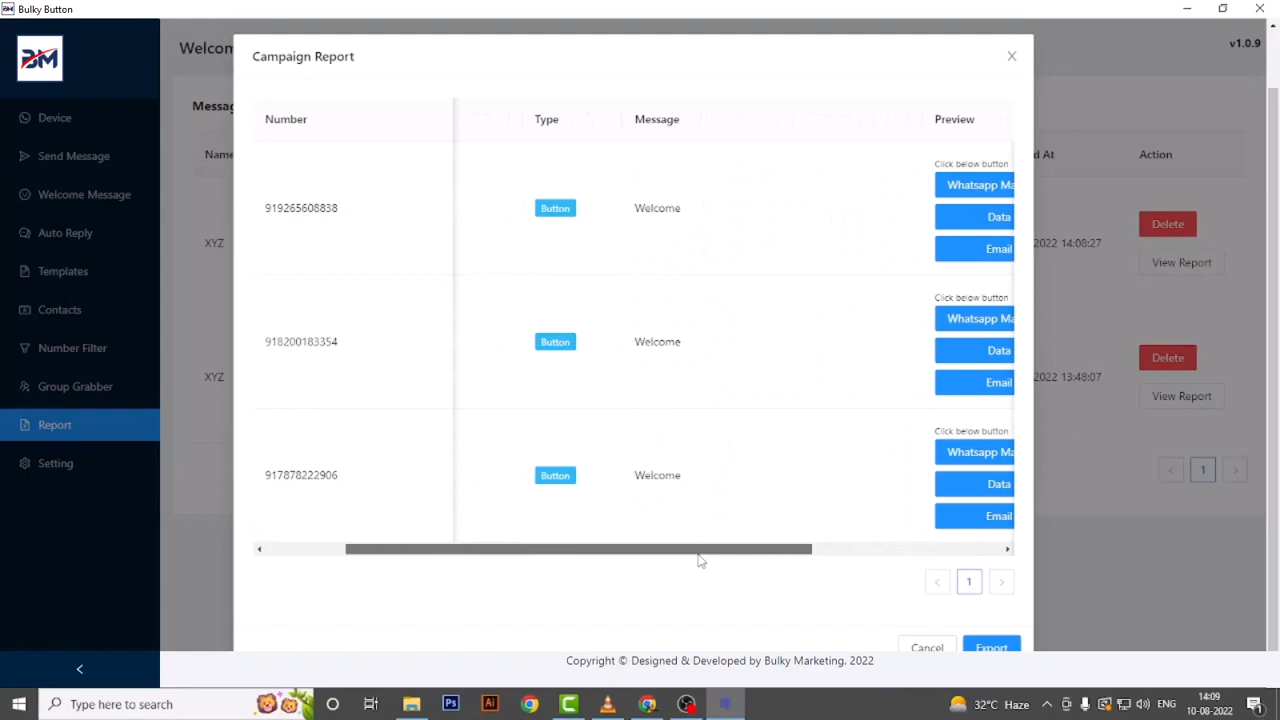 Bulky Button
BM
Welcom
v1.0.9
Device
Send Message
Welcome Message
Auto Reply
Templates
Contacts
Number Filter
Group Grabber
Report
Setting
Messag
Name
d At
Action
XYZ
2022 14:08:27
Delete
View Report
XYZ
2022 13:48:07
Delete
View Report
< 1 >
Campaign Report
Number Type Message Preview
919265608838 Button Welcome
Click below button
Whatsapp Ma
Data
Email
918200183354 Button Welcome
Click below button
Whatsapp Ma
Data
Email
917878222906 Button Welcome
Click below button
Whatsapp Ma
Data
Email
< 1 >
Cancel Export
Copyright © Designed & Developed by Bulky Marketing. 2022
Type here to search
Ps
Ai
32°C Haze
ENG
14:09
10-08-2022
1